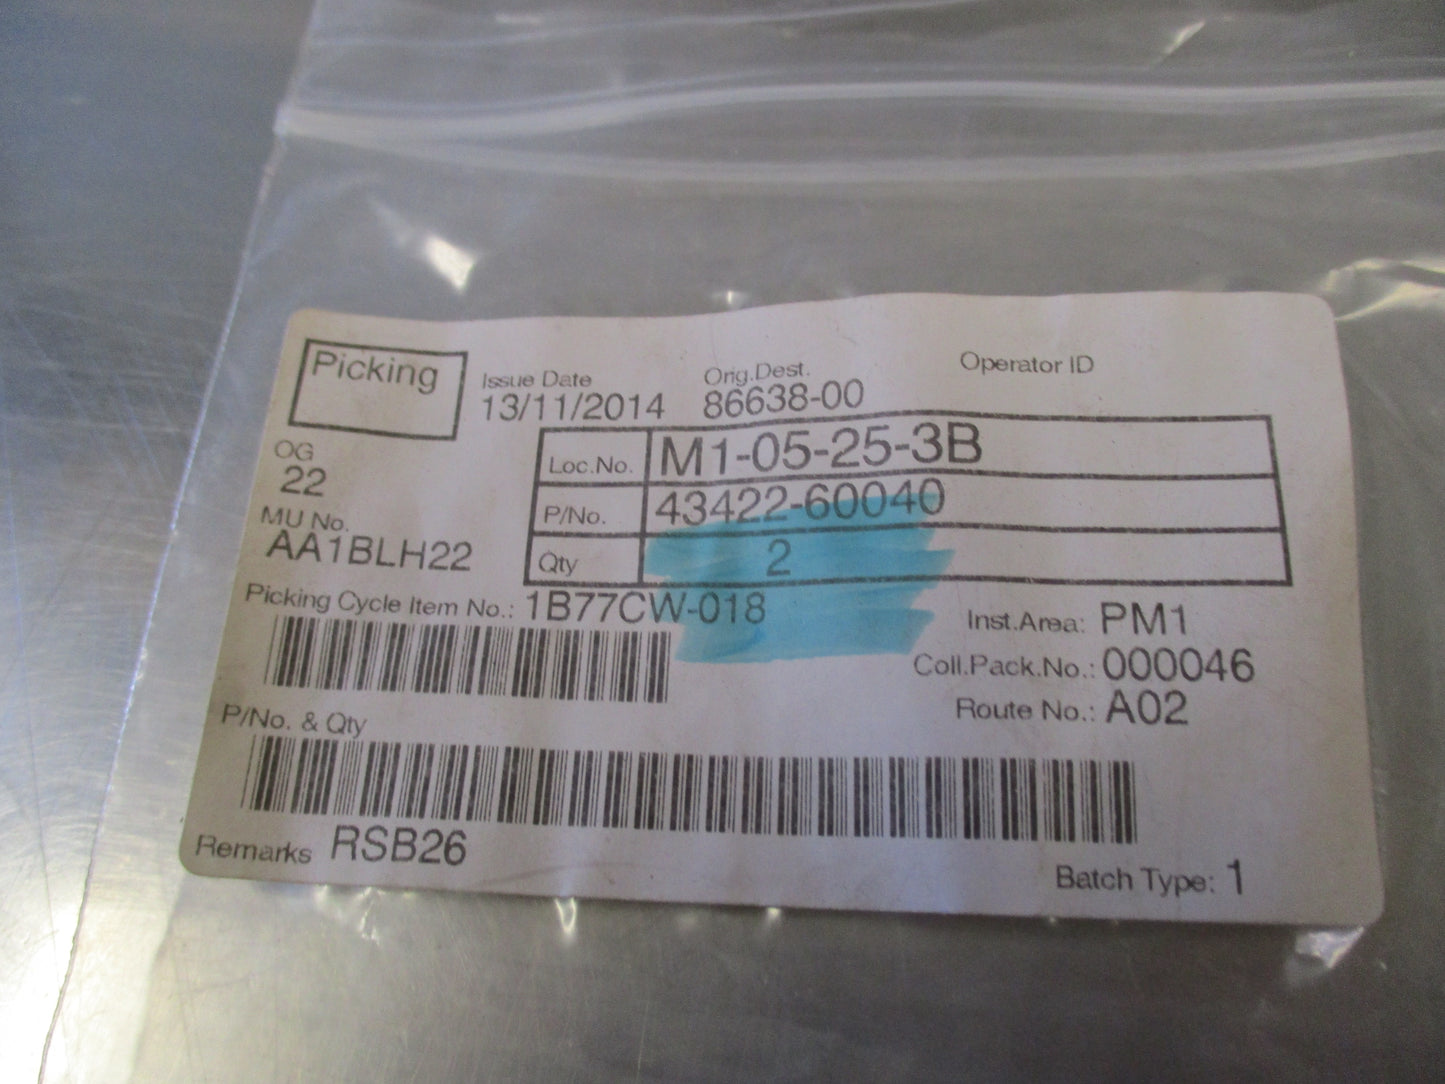 Picking
Issue Date
13/11/2014
Orig.Dest.
86638-00
Operator ID
OG
22
Loc.No. M1-05-25-3B
P/No. 43422-60040
Qty 2
MU No.
AA1BLH22
Picking Cycle Item No.: 1B77CW-018
Inst.Area: PM1
Coll.Pack.No.: 000046
Route No.: A02
P/No. & Qty
Remarks RSB26
Batch Type: 1